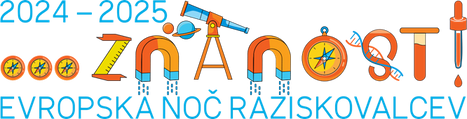 2024 – 2025
... ZNANOST!
EVROPSKA NOČ RAZISKOVALCEV